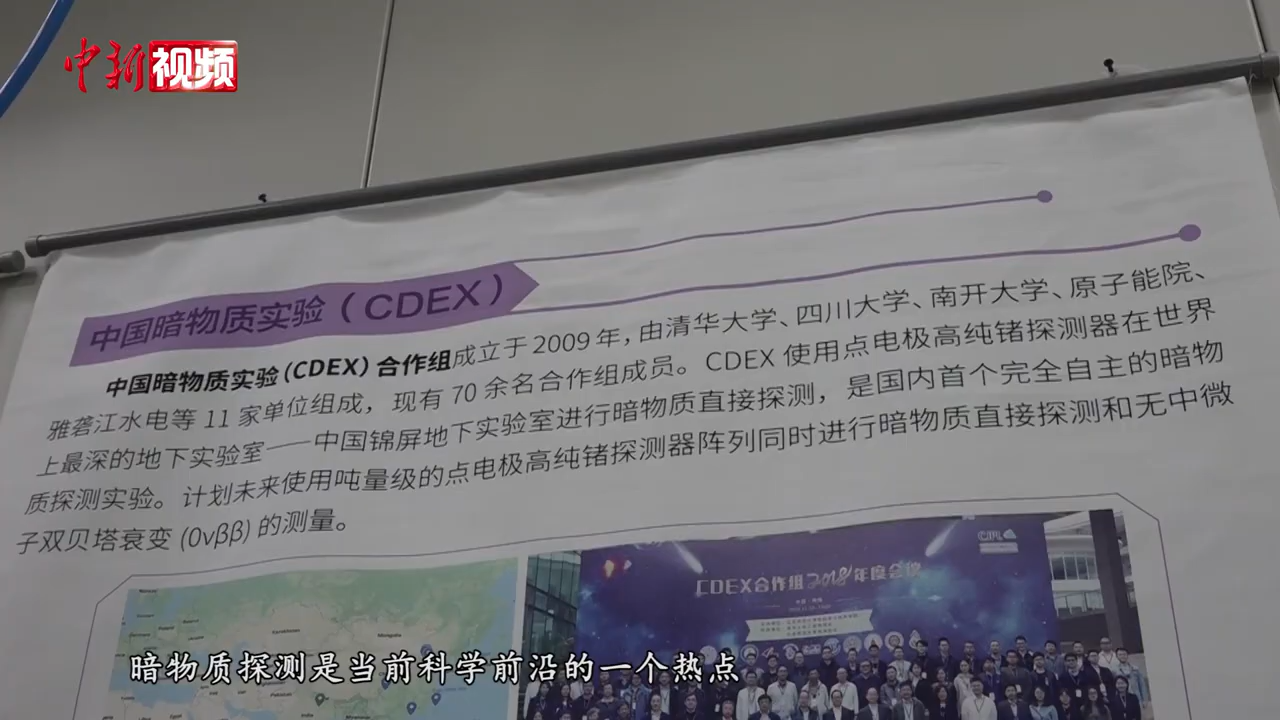 中新视频
中国暗物质实验（CDEX）
中国暗物质实验(CDEX) 合作组成立于 2009 年，由清华大学、四川大学、南开大学、原子能院、
雅砻江水电等 11 家单位组成，现有 70 余名合作组成员。CDEX 使用点电极高纯锗探测器在世界
上最深的地下实验室——中国锦屏地下实验室进行暗物质直接探测，是国内首个完全自主的暗物
质探测实验。计划未来使用吨量级的点电极高纯锗探测器阵列同时进行暗物质直接探测和无中微
子双贝塔衰变 (0νββ) 的测量。
CJPL
CDEX合作组2018年度会议
Kazakhstan
Mongolia
暗物质探测是当前科学前沿的一个热点